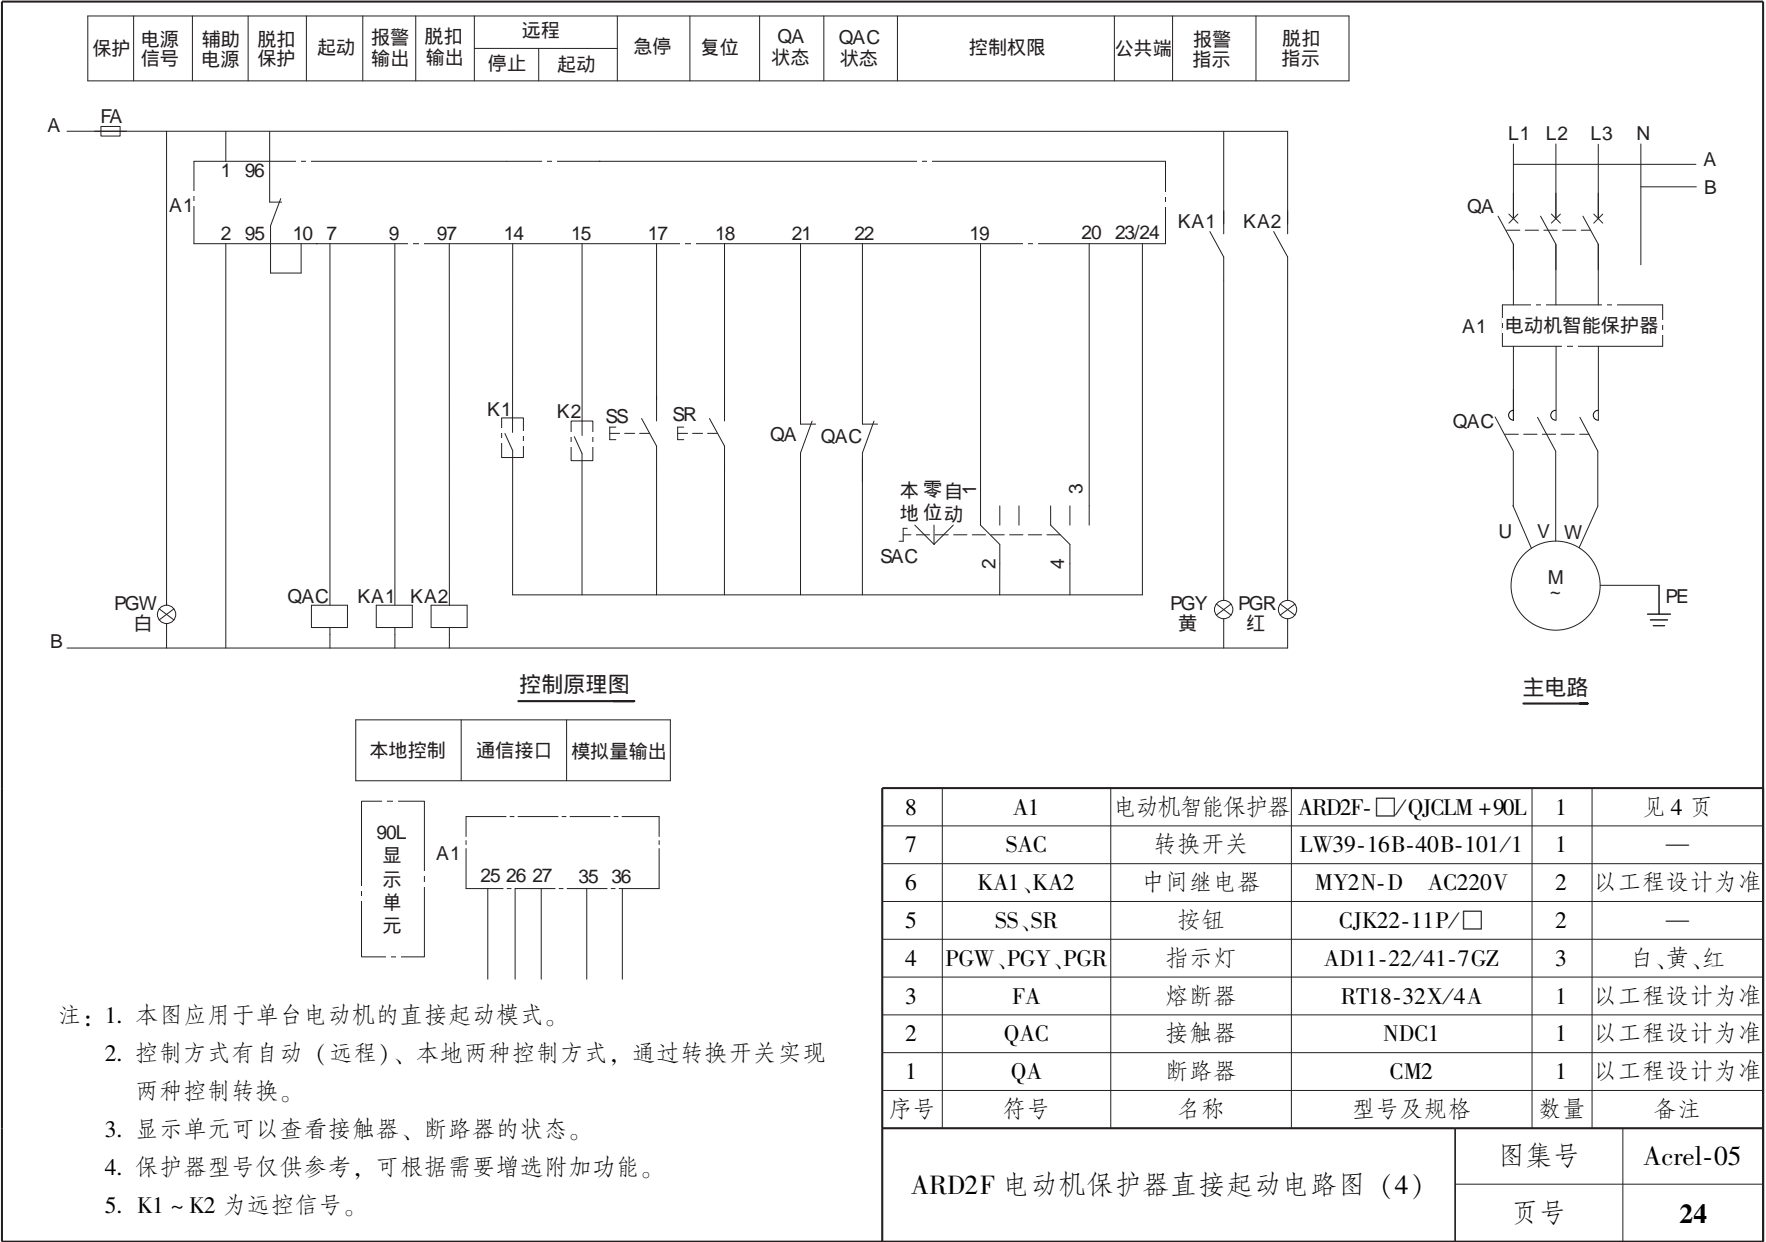 保护 电源信号 辅助电源 脱扣保护 起动 报警输出 脱扣输出 远程 停止 起动 急停 复位 QA状态 QAC状态 控制权限 公共端 报警指示 脱扣指示
A FA
L1 L2 L3 N
A
B
1 96
A1
2 95 10 7 9 97 14 15 17 18 21 22 19 20 23/24 KA1 KA2
QA
A1 电动机智能保护器
K1 K2 SS SR QA QAC
QAC
本地 零位 自动
1 3
SAC 2 4
U V W
M
~
PE
PGW
白
QAC KA1 KA2
PGY
黄
PGR
红
B
控制原理图
主电路
本地控制 通信接口 模拟量输出
90L
显
示
单
元
A1
25 26 27 35 36
8 A1 电动机智能保护器 ARD2F-□/QJCLM+90L 1 见4页
7 SAC 转换开关 LW39-16B-40B-101/1 1 —
6 KA1、KA2 中间继电器 MY2N-D AC220V 2 以工程设计为准
5 SS、SR 按钮 CJK22-11P/□ 2 —
4 PGW、PGY、PGR 指示灯 AD11-22/41-7GZ 3 白、黄、红
3 FA 熔断器 RT18-32X/4A 1 以工程设计为准
2 QAC 接触器 NDC1 1 以工程设计为准
1 QA 断路器 CM2 1 以工程设计为准
序号 符号 名称 型号及规格 数量 备注
注：1. 本图应用于单台电动机的直接起动模式。
2. 控制方式有自动（远程）、本地两种控制方式，通过转换开关实现
两种控制转换。
3. 显示单元可以查看接触器、断路器的状态。
4. 保护器型号仅供参考，可根据需要增选附加功能。
5. K1~K2 为远控信号。
ARD2F 电动机保护器直接起动电路图（4）
图集号 Acrel-05
页号 24